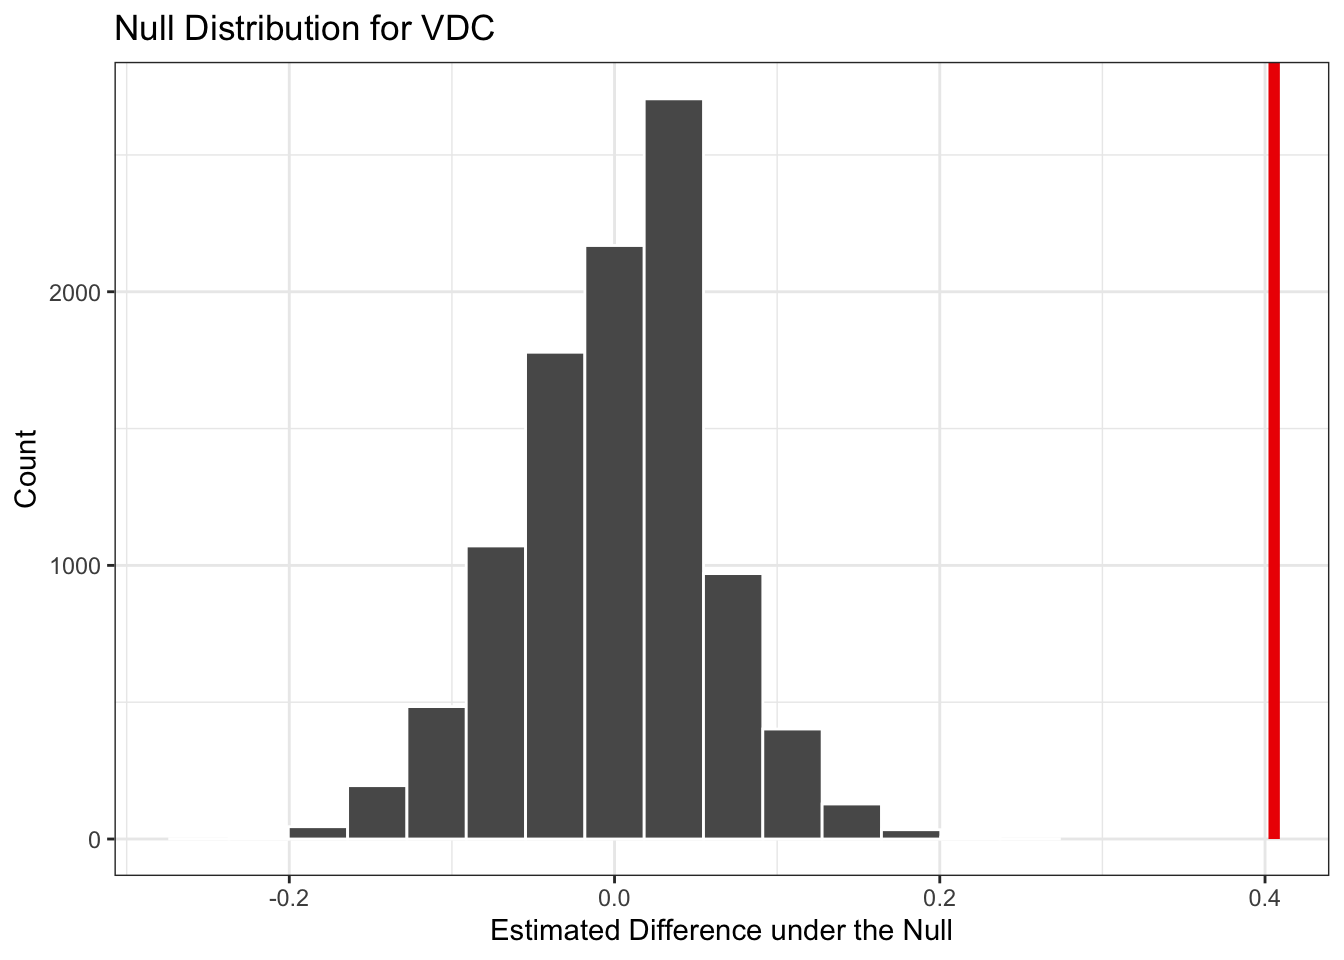 Null Distribution for VDC
Count
2000
1000
0
-0.2
0.0
0.2
0.4
Estimated Difference under the Null